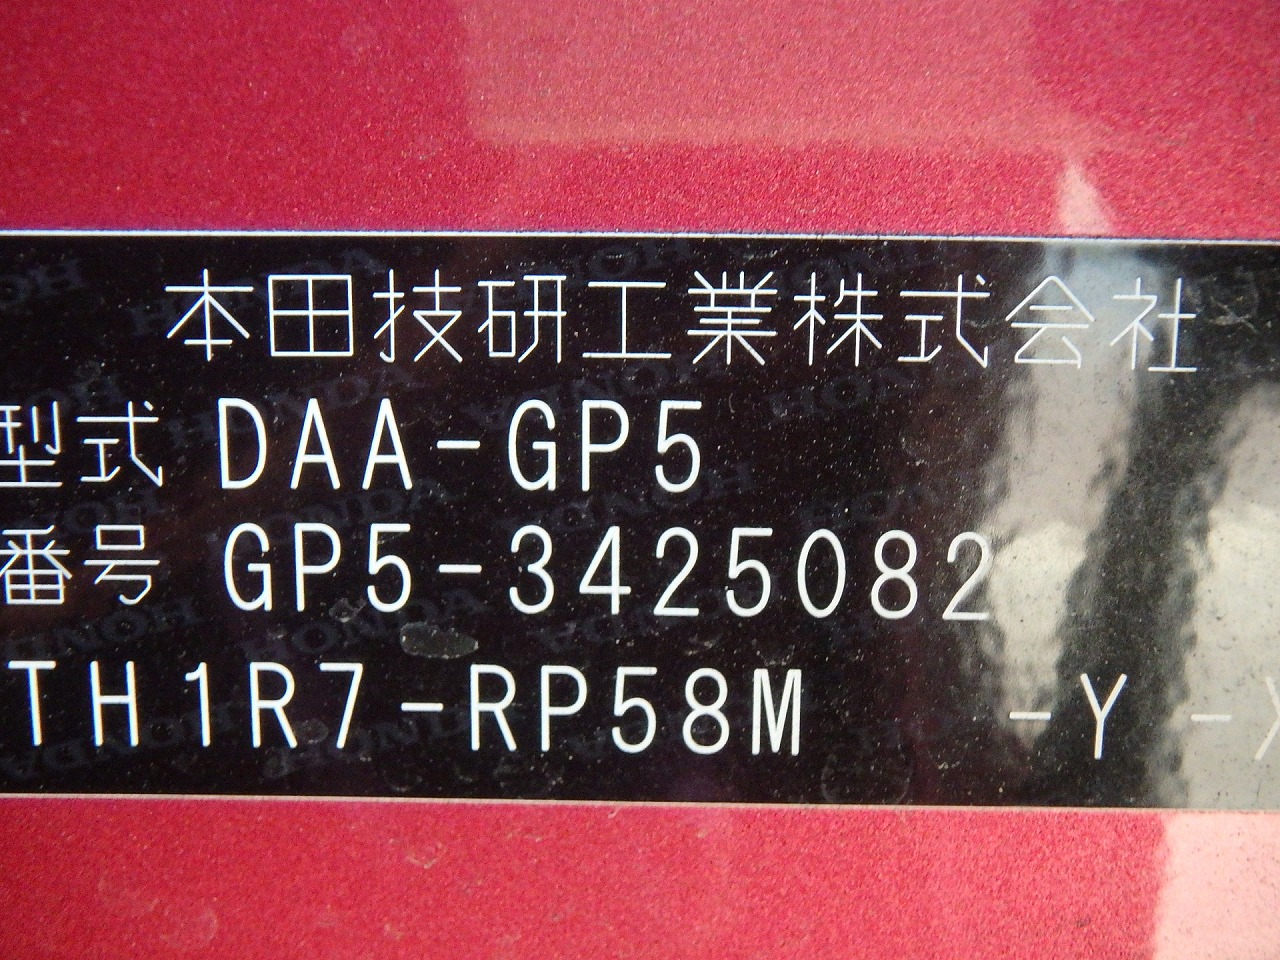 本田技研工業株式会社
型式 DAA-GP5
番号 GP5-3425082
TH1R7-RP58M -Y -X